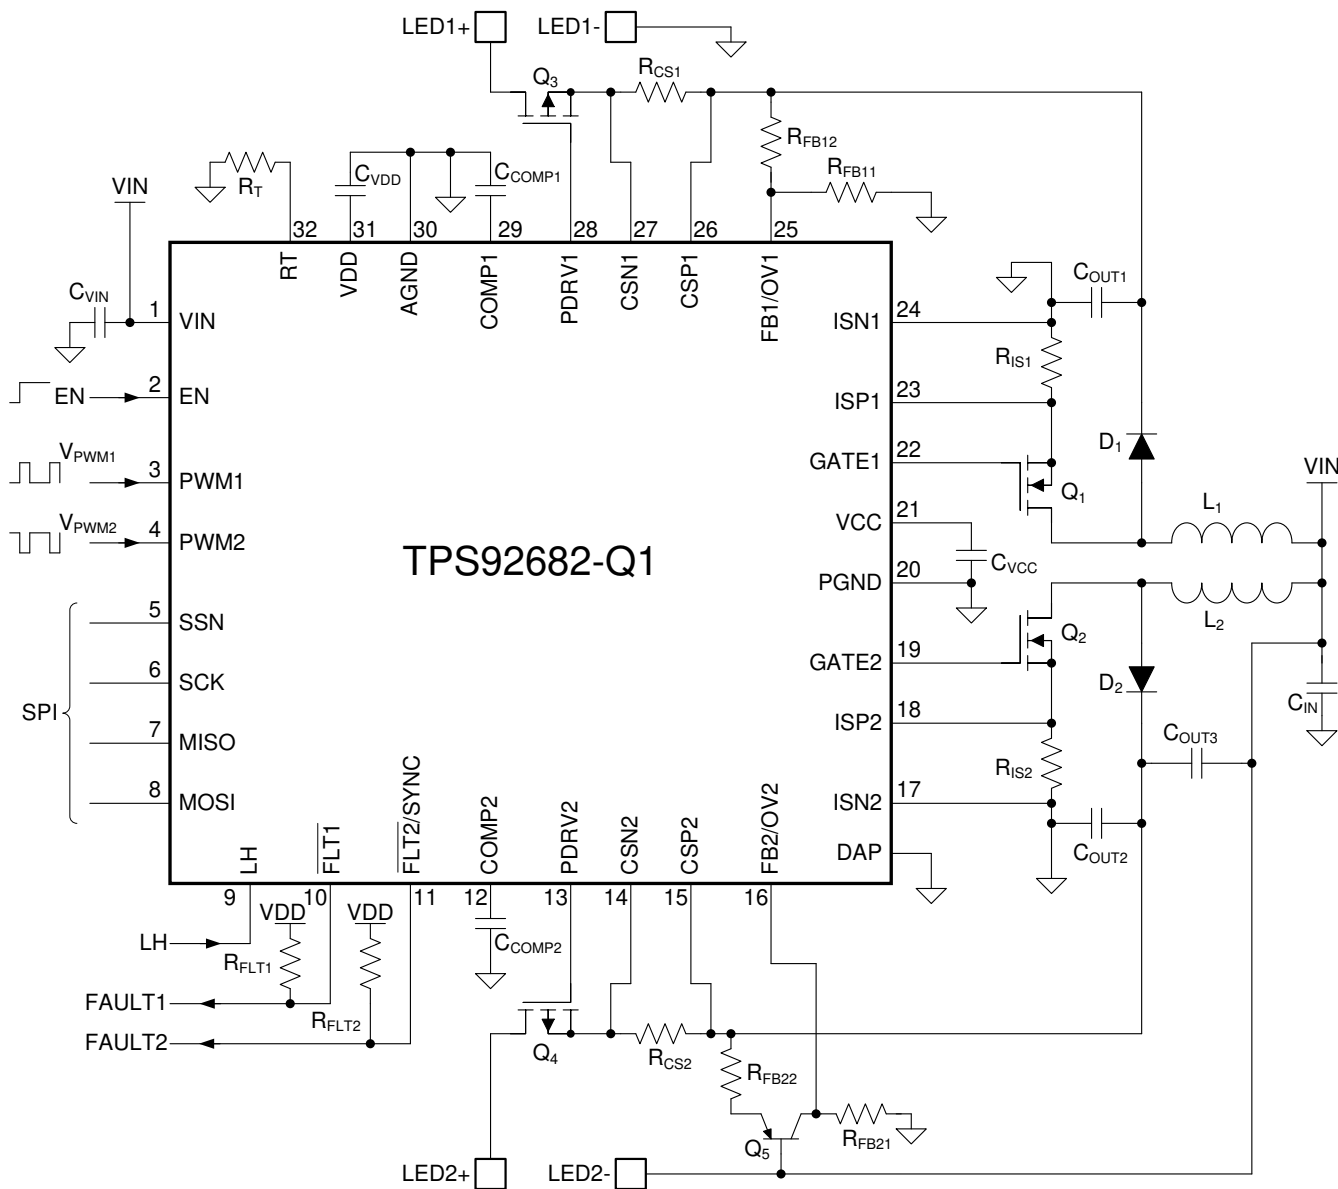 LED1+
LED1-
Q3
RCS1
RFB12
RFB11
VIN
RT
CVDD
CCOMP1
32
31
30
29
28
27
26
25
RT
VDD
AGND
COMP1
PDRV1
CSN1
CSP1
FB1/OV1
CVIN
1
VIN
EN
2
EN
VPWM1
3
PWM1
VPWM2
4
PWM2
TPS92682-Q1
SPI
5
SSN
6
SCK
7
MISO
8
MOSI
ISN1
24
ISP1
23
GATE1
22
VCC
21
PGND
20
GATE2
19
ISP2
18
ISN2
17
DAP
COUT1
RIS1
D1
Q1
L1
VIN
CVCC
L2
Q2
D2
CIN
COUT3
RIS2
COUT2
LH
FLT1
FLT2/SYNC
COMP2
PDRV2
CSN2
CSP2
FB2/OV2
9
10
11
12
13
14
15
16
VDD
VDD
LH
RFLT1
CCOMP2
FAULT1
RFLT2
FAULT2
Q4
RCS2
RFB22
Q5
RFB21
LED2+
LED2-